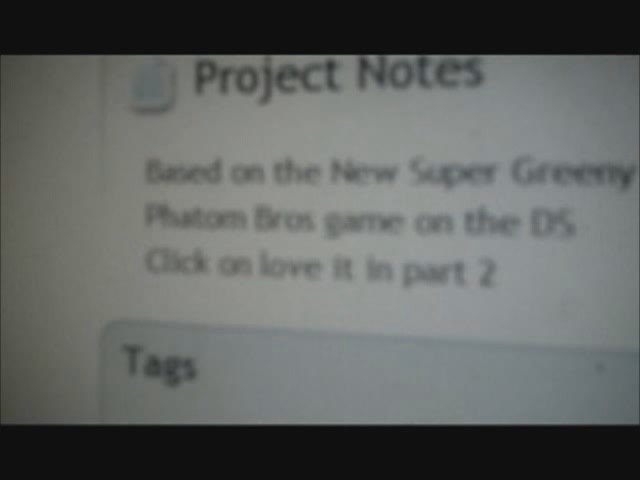 Project Notes
Based on the New Super Greeny
Phatom Bros game on the DS
Click on love it in part 2
Tags